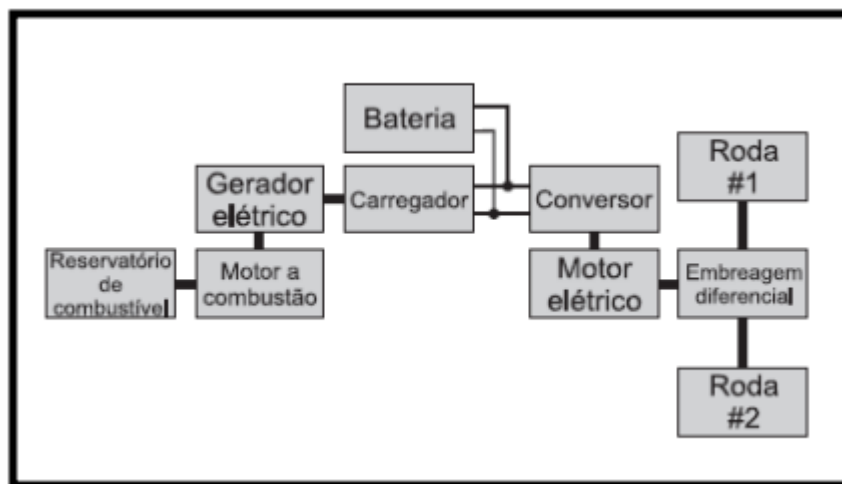 Bateria
Roda
#1
Gerador
elétrico
Carregador
Conversor
Reservatório
de
combustível
Motor a
combustão
Motor
elétrico
Embreagem
diferencial
Roda
#2